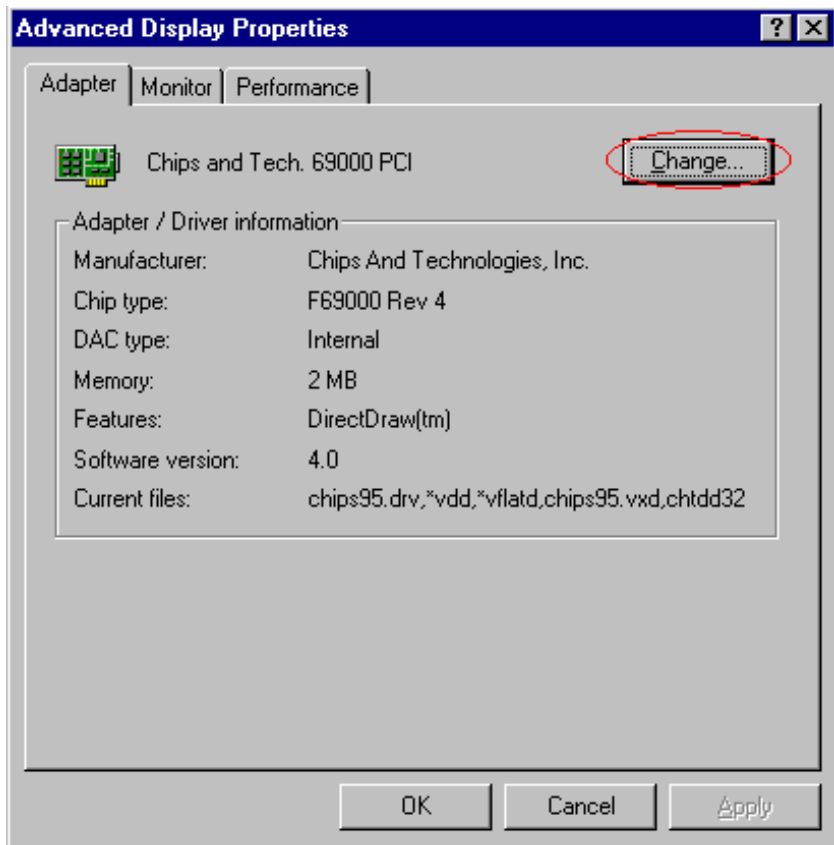 Advanced Display Properties
Adapter Monitor Performance
Chips and Tech. 69000 PCI Change...
Adapter / Driver information
Manufacturer: Chips And Technologies, Inc.
Chip type: F69000 Rev 4
DAC type: Internal
Memory: 2 MB
Features: DirectDraw(tm)
Software version: 4.0
Current files: chips95.drv,*vdd,*vflatd,chips95.vxd,chtdd32
OK Cancel Apply